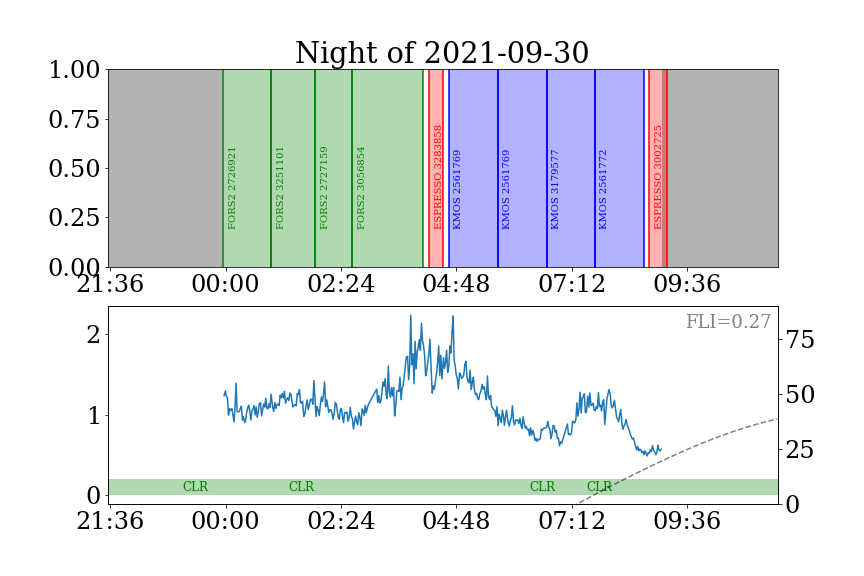 Night of 2021-09-30
1.00
0.75
0.50
0.25
0.00
FORS2 2726921
FORS2 3251101
FORS2 2727159
FORS2 3056854
ESPRESSO 3283858
KMOS 2561769
KMOS 2561769
KMOS 3179577
KMOS 2561772
ESPRESSO 3002725
21:36 00:00 02:24 04:48 07:12 09:36
FLI=0.27
2
1
0
75
50
25
0
CLR CLR CLR CLR
21:36 00:00 02:24 04:48 07:12 09:36